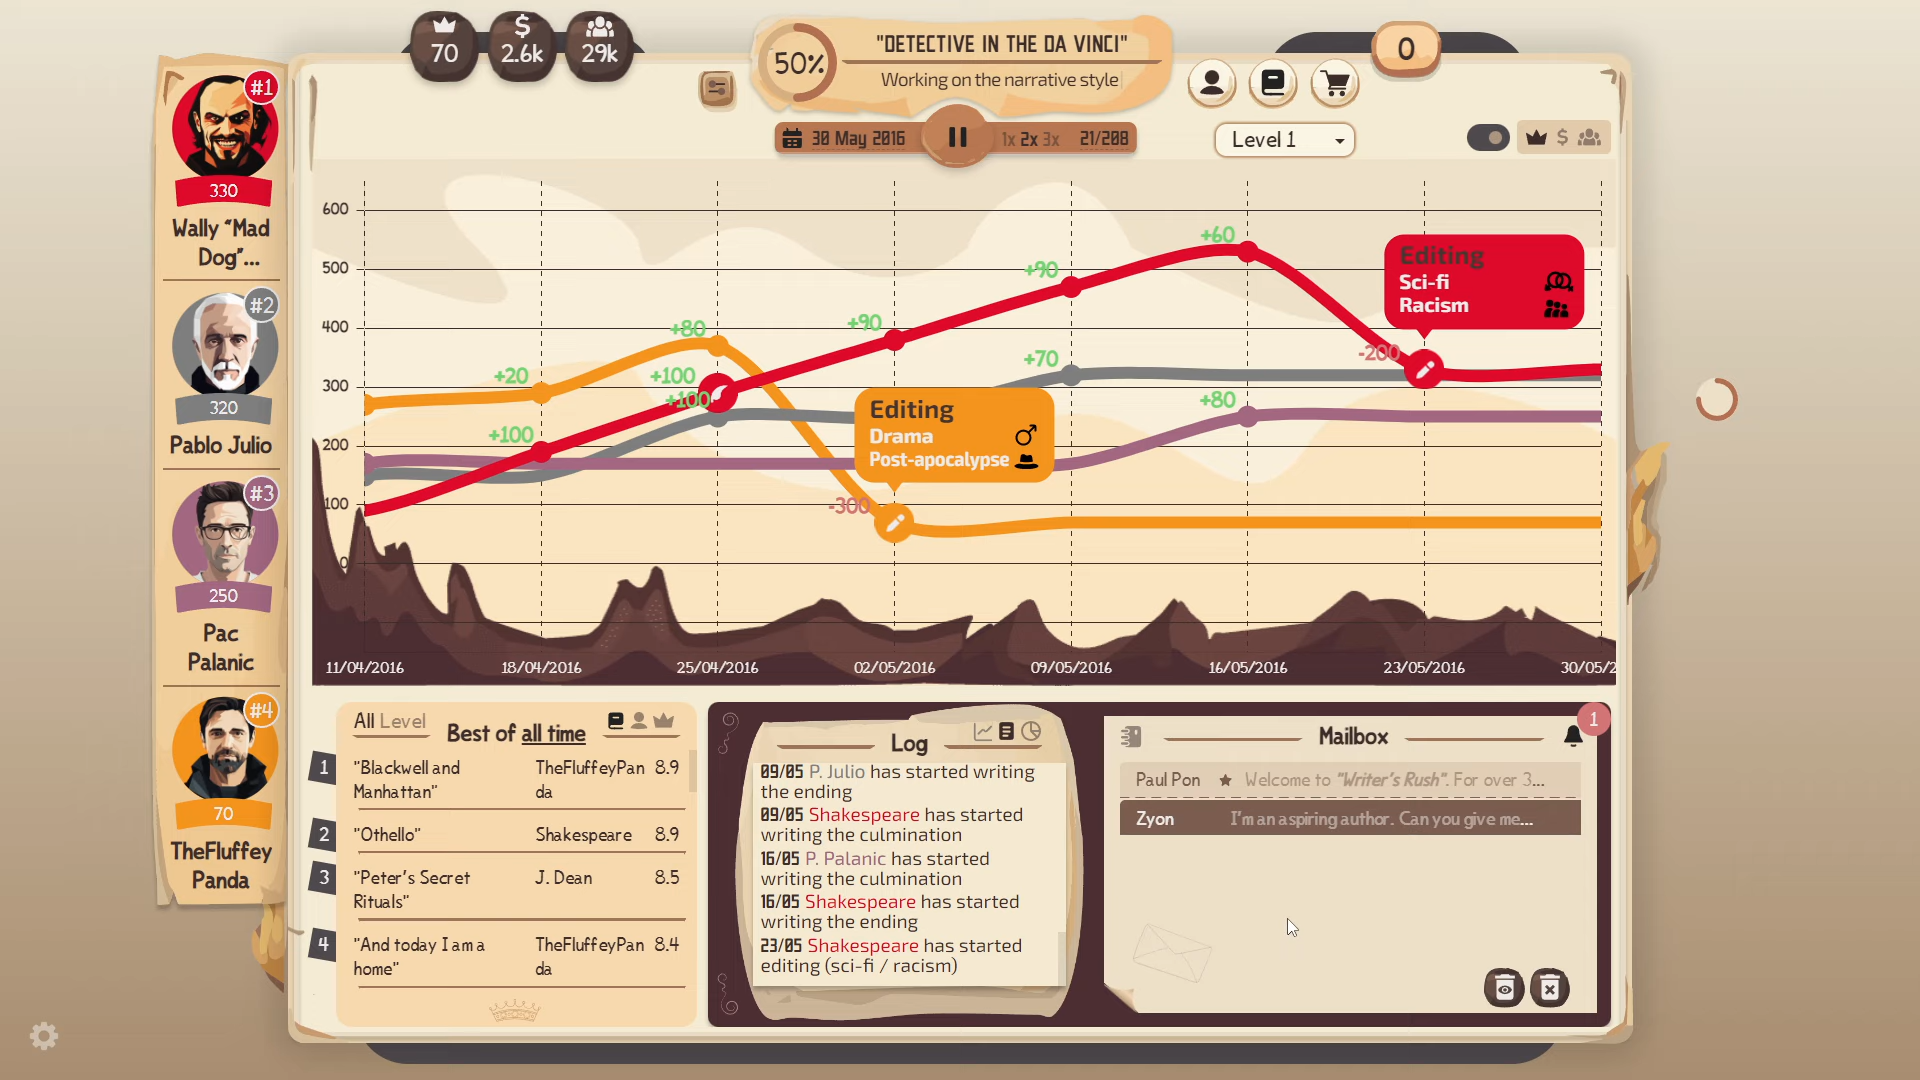 70
2.6k
29k
50%
"DETECTIVE IN THE DA VINCI"
Working on the narrative style
0
30 May 2016
1x 2x 3x
21/208
Level 1
$
#1
330
Wally "Mad
Dog"...
#2
320
Pablo Julio
#3
250
Pac
Palanic
#4
70
TheFluffey
Panda
600
500
400
300
200
100
0
+20
+80
+100
+100
+100
+90
+90
+60
+70
+80
-300
-200
Editing
Drama
Post-apocalypse
Editing
Sci-fi
Racism
11/04/2016
18/04/2016
25/04/2016
02/05/2016
09/05/2016
16/05/2016
23/05/2016
30/05/2
All Level
Best of all time
1 "Blackwell and
Manhattan"
TheFluffeyPan
da
8.9
2 "Othello" Shakespeare 8.9
3 "Peter's Secret
Rituals"
J. Dean 8.5
4 "And today I am a
home"
TheFluffeyPan
da
8.4
Log
09/05 P. Julio has started writing
the ending
09/05 Shakespeare has started
writing the culmination
16/05 P. Palanic has started
writing the culmination
16/05 Shakespeare has started
writing the ending
23/05 Shakespeare has started
editing (sci-fi / racism)
Mailbox
1
Paul Pon Welcome to "Writer's Rush". For over 3...
Zyon I'm an aspiring author. Can you give me...